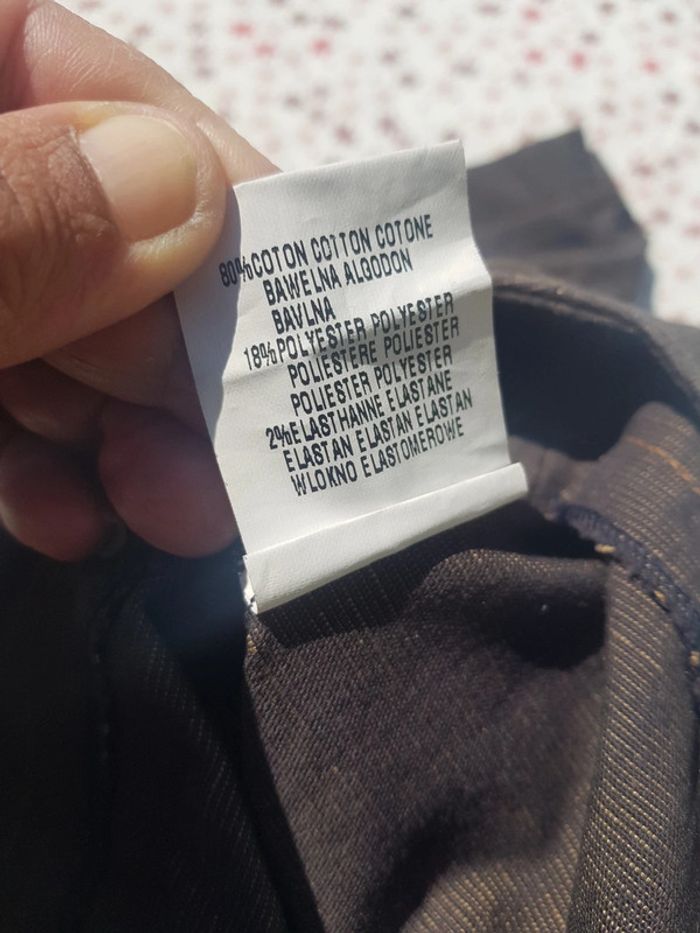 80%COTON COTTON COTONE
BAWELNA ALGODON
BAVLNA
18%POLYESTER POLYESTER
POLIESTERE POLIESTER
POLIESTER POLYESTER
2%ELASTHANNE ELASTANE
ELASTAN ELASTAN ELASTAN
WLOKNO ELASTOMEROWE